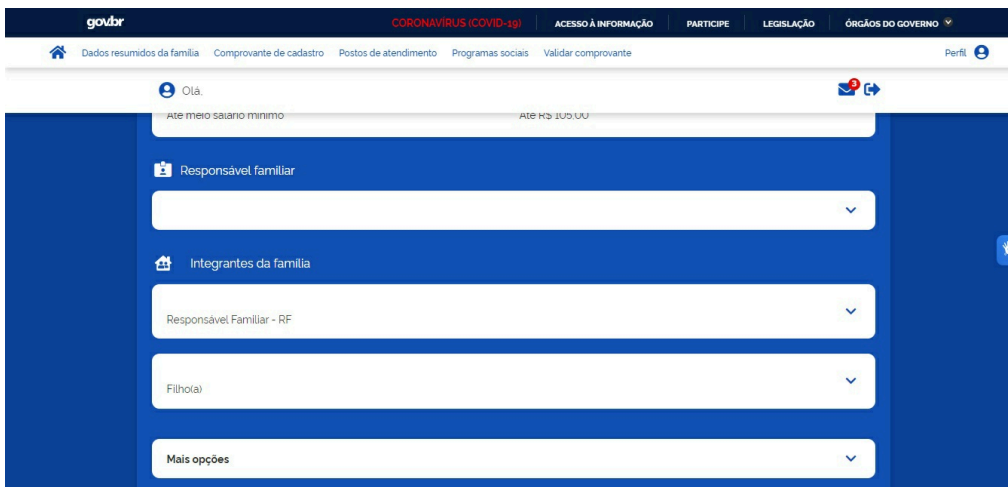 gov.br CORONAVÍRUS (COVID-19) ACESSO À INFORMAÇÃO PARTICIPE LEGISLAÇÃO ÓRGÃOS DO GOVERNO
Dados resumidos da família Comprovante de cadastro Postos de atendimento Programas sociais Validar comprovante Perfil
Olá, 3
Até meio salário mínimo Até R$ 105,00
Responsável familiar
Integrantes da família
Responsável Familiar - RF
Filho(a)
Mais opções